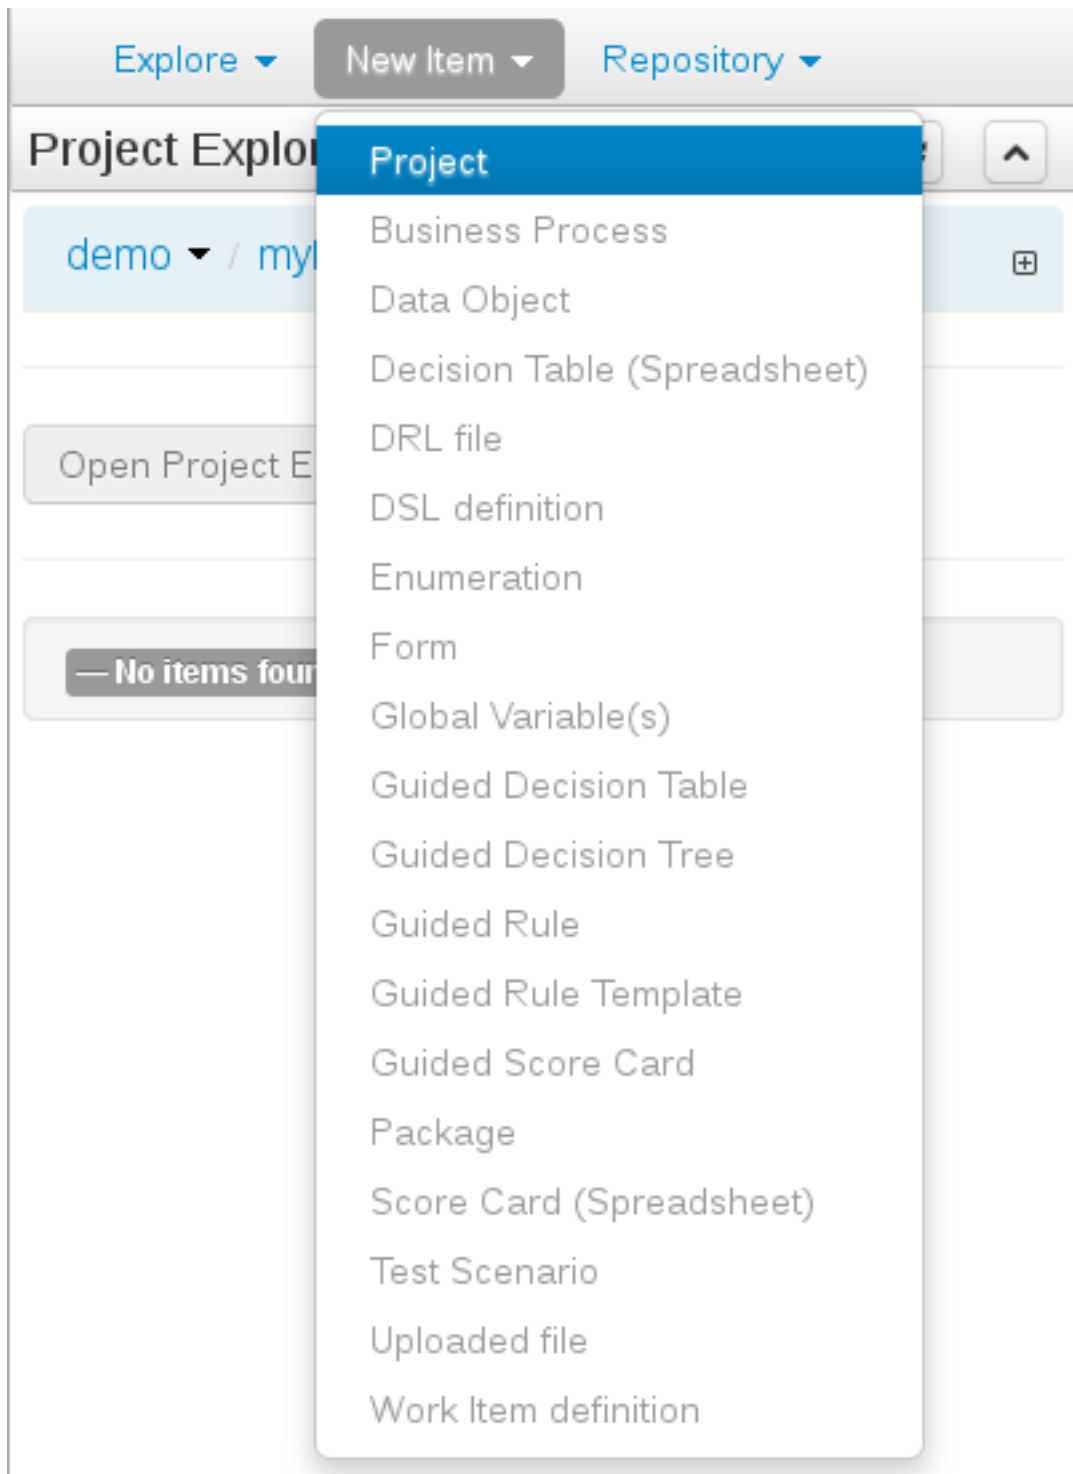 Explore New Item Repository
Project Explor
Project
demo / my
Business Process
Data Object
Decision Table (Spreadsheet)
DRL file
Open Project E
DSL definition
Enumeration
Form
— No items four
Global Variable(s)
Guided Decision Table
Guided Decision Tree
Guided Rule
Guided Rule Template
Guided Score Card
Package
Score Card (Spreadsheet)
Test Scenario
Uploaded file
Work Item definition